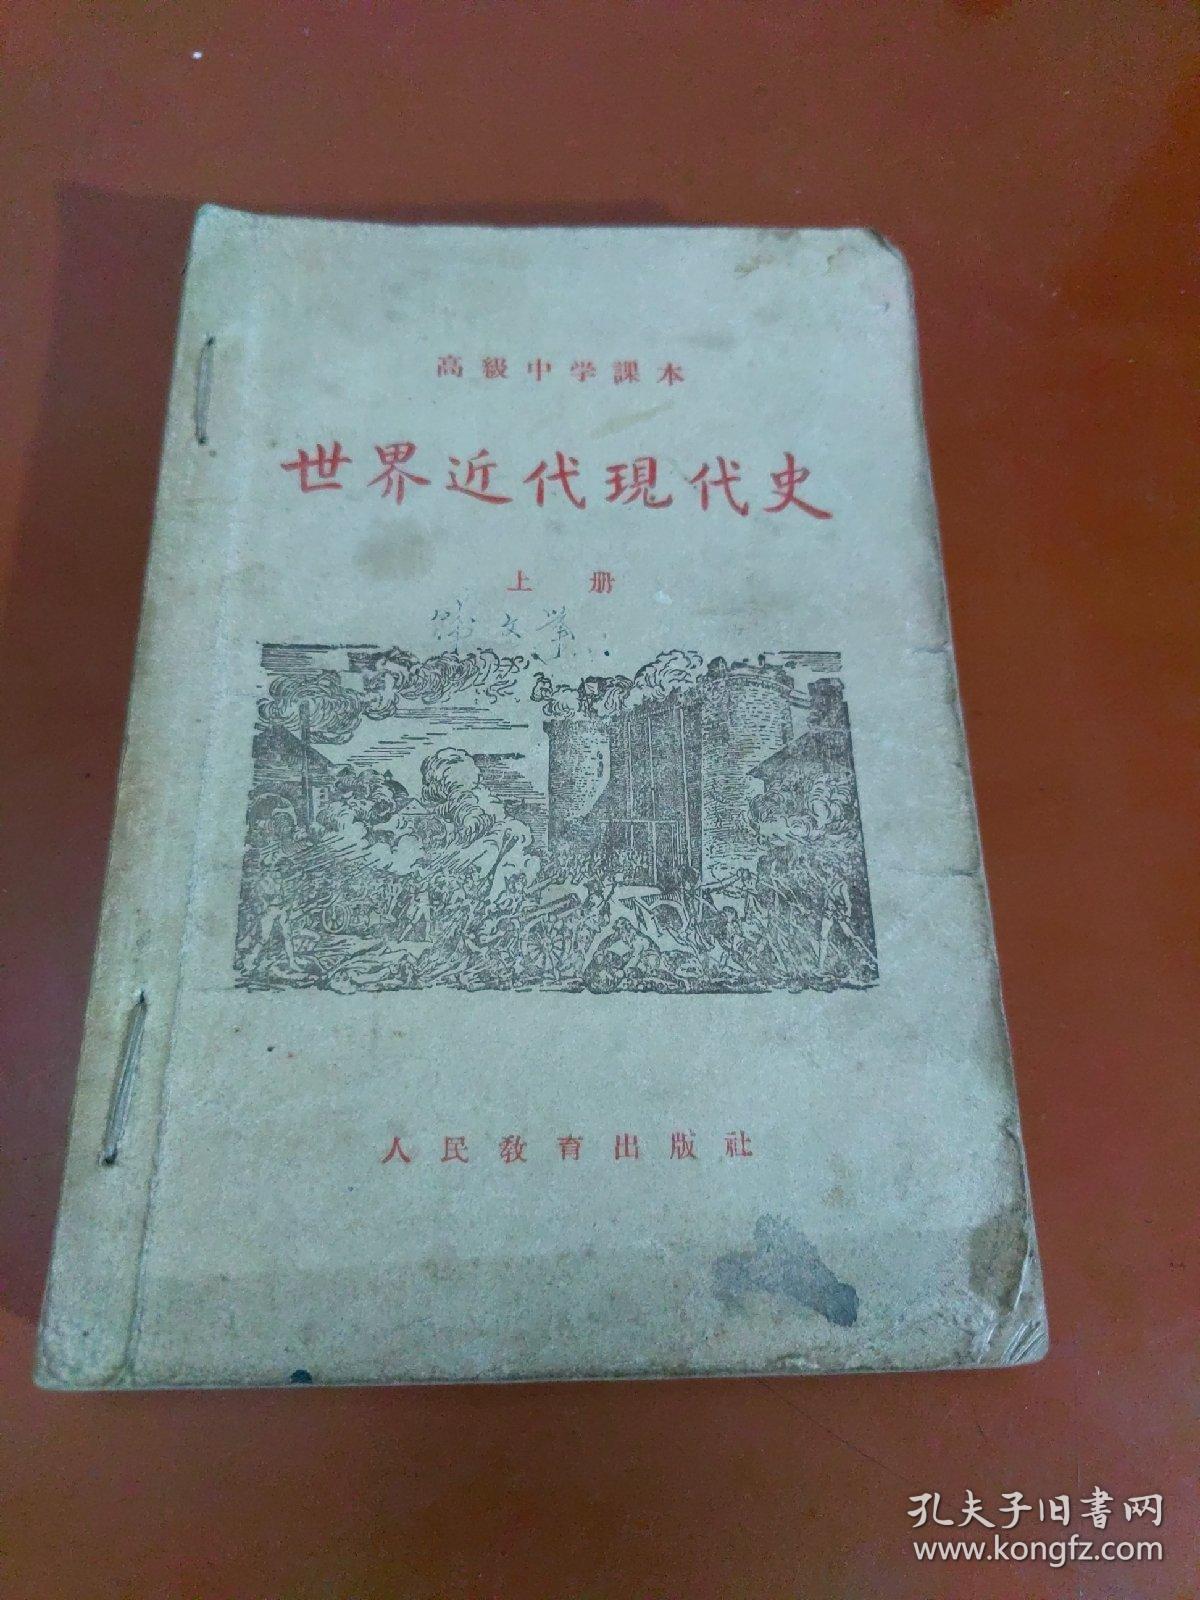 高級中学課本
世界近代現代史
上册
人民教育出版社
孔夫子旧書网
www.kongfz.com